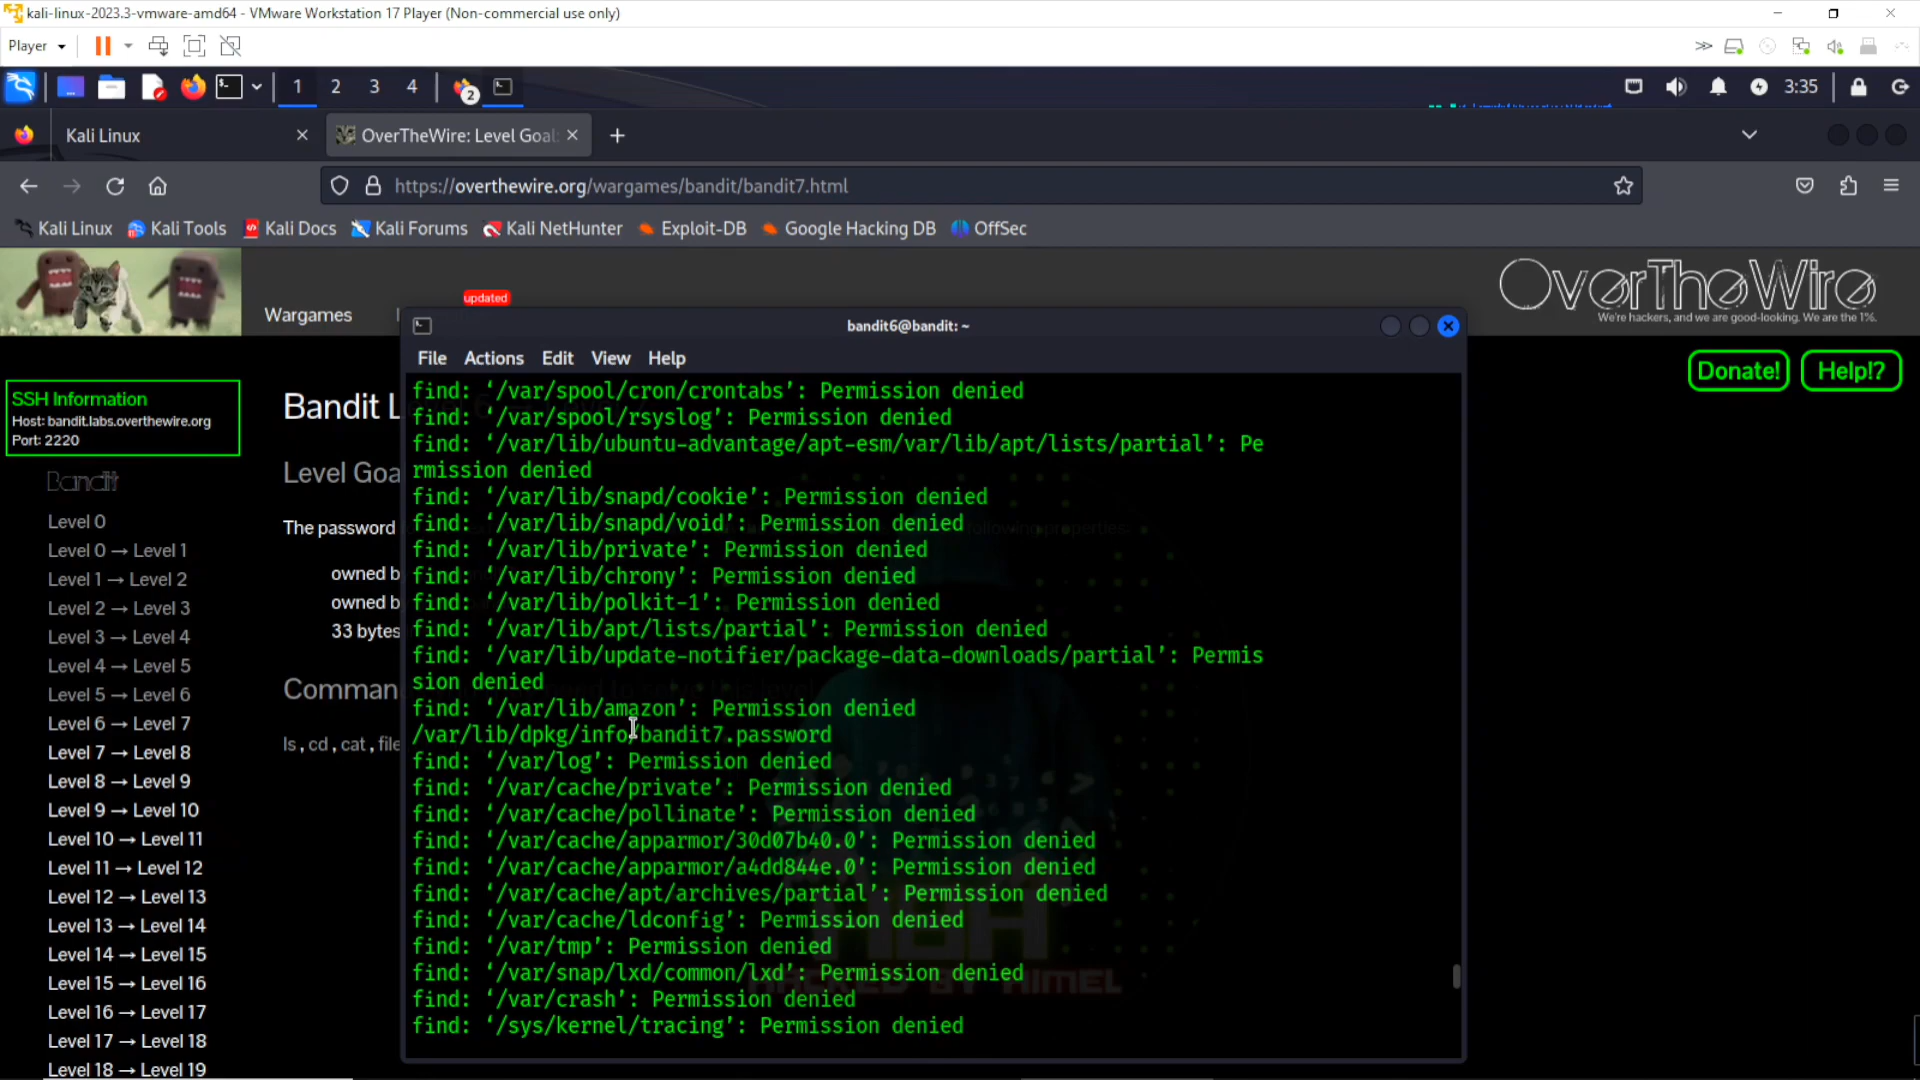 kali-linux-2023.3-vmware-amd64 - VMware Workstation 17 Player (Non-commercial use only)
Player
1 2 3 4 2 3:35
Kali Linux OverTheWire: Level Goal:
https://overthewire.org/wargames/bandit/bandit7.html
Kali Linux Kali Tools Kali Docs Kali Forums Kali NetHunter Exploit-DB Google Hacking DB OffSec
updated
Wargames
OverTheWire
We're hackers, and we are good-looking. We are the 1%.
Donate! Help!?
SSH Information
Host: bandit.labs.overthewire.org
Port: 2220
Bandit
Level 0
Level 0 → Level 1
Level 1 → Level 2
Level 2 → Level 3
Level 3 → Level 4
Level 4 → Level 5
Level 5 → Level 6
Level 6 → Level 7
Level 7 → Level 8
Level 8 → Level 9
Level 9 → Level 10
Level 10 → Level 11
Level 11 → Level 12
Level 12 → Level 13
Level 13 → Level 14
Level 14 → Level 15
Level 15 → Level 16
Level 16 → Level 17
Level 17 → Level 18
Level 18 → Level 19
Bandit L
Level Goa
The password
following properties:
owned b
owned b
33 bytes
Comman
ls, cd, cat, file
bandit6@bandit: ~
File Actions Edit View Help
find: ‘/var/spool/cron/crontabs’: Permission denied
find: ‘/var/spool/rsyslog’: Permission denied
find: ‘/var/lib/ubuntu-advantage/apt-esm/var/lib/apt/lists/partial’: Pe
rmission denied
find: ‘/var/lib/snapd/cookie’: Permission denied
find: ‘/var/lib/snapd/void’: Permission denied
find: ‘/var/lib/private’: Permission denied
find: ‘/var/lib/chrony’: Permission denied
find: ‘/var/lib/polkit-1’: Permission denied
find: ‘/var/lib/apt/lists/partial’: Permission denied
find: ‘/var/lib/update-notifier/package-data-downloads/partial’: Permis
sion denied
find: ‘/var/lib/amazon’: Permission denied
/var/lib/dpkg/info/bandit7.password
find: ‘/var/log’: Permission denied
find: ‘/var/cache/private’: Permission denied
find: ‘/var/cache/pollinate’: Permission denied
find: ‘/var/cache/apparmor/30d07b40.0’: Permission denied
find: ‘/var/cache/apparmor/a4dd844e.0’: Permission denied
find: ‘/var/cache/apt/archives/partial’: Permission denied
find: ‘/var/cache/ldconfig’: Permission denied
find: ‘/var/tmp’: Permission denied
find: ‘/var/snap/lxd/common/lxd’: Permission denied
find: ‘/var/crash’: Permission denied
find: ‘/sys/kernel/tracing’: Permission denied
HACKED BY HIMEL